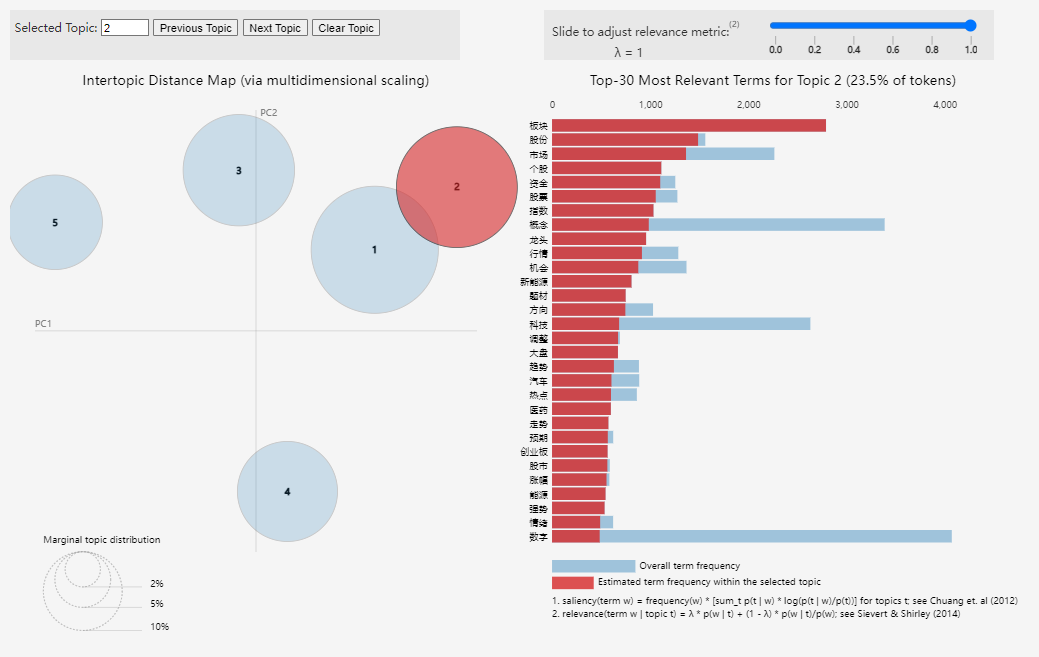 Selected Topic: 2 Previous Topic Next Topic Clear Topic
Slide to adjust relevance metric:(2)
λ = 1
0.0 0.2 0.4 0.6 0.8 1.0
Intertopic Distance Map (via multidimensional scaling)
PC2
3
2
5
1
PC1
4
Marginal topic distribution
2%
5%
10%
Top-30 Most Relevant Terms for Topic 2 (23.5% of tokens)
0 1,000 2,000 3,000 4,000
板块
股份
市场
个股
资金
股票
指数
概念
龙头
行情
机会
新能源
题材
方向
科技
调整
大盘
趋势
汽车
热点
医药
走势
预期
创业板
股市
涨幅
能源
强势
情绪
数字
Overall term frequency
Estimated term frequency within the selected topic
1. saliency(term w) = frequency(w) * [sum_t p(t | w) * log(p(t | w)/p(t))] for topics t; see Chuang et. al (2012)
2. relevance(term w | topic t) = λ * p(w | t) + (1 - λ) * p(w | t)/p(w); see Sievert & Shirley (2014)